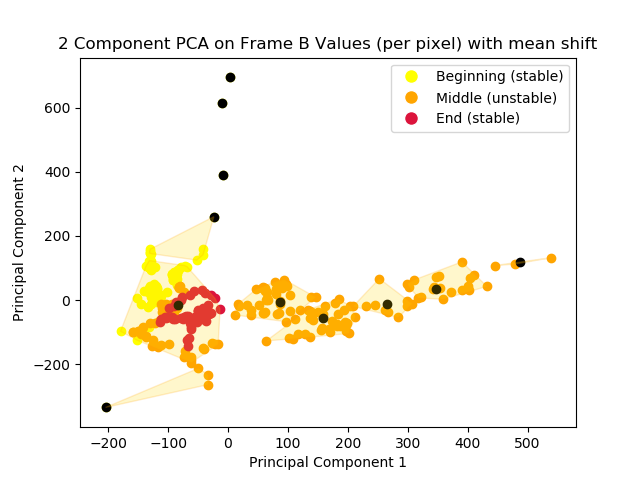 2 Component PCA on Frame B Values (per pixel) with mean shift
Beginning (stable)
Middle (unstable)
End (stable)
600
400
200
0
−200
Principal Component 2
−200 −100 0 100 200 300 400 500
Principal Component 1